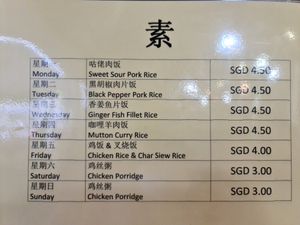 素
星期一 咕佬肉饭 SGD 4.50
Monday Sweet Sour Pork Rice
星期二 黑胡椒肉片饭 SGD 4.50
Tuesday Black Pepper Pork Rice
星期三 香姜鱼片饭 SGD 4.50
Wednesday Ginger Fish Fillet Rice
星期四 咖哩羊肉饭 SGD 4.50
Thursday Mutton Curry Rice
星期五 鸡饭 & 叉烧饭 SGD 4.00
Friday Chicken Rice & Char Siew Rice
星期六 鸡丝粥 SGD 3.00
Saturday Chicken Porridge
星期日 鸡丝粥 SGD 3.00
Sunday Chicken Porridge